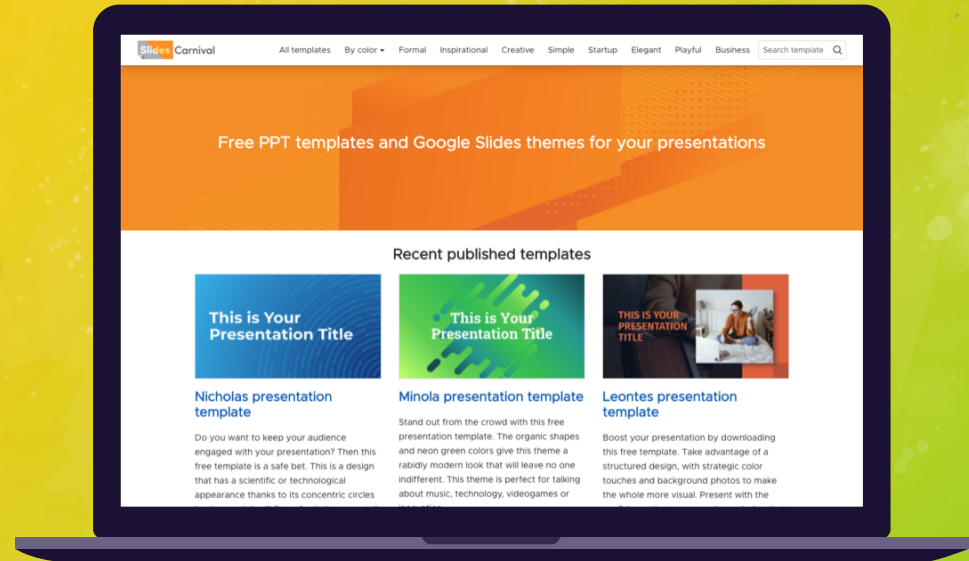 Slides Carnival
All templates By color Formal Inspirational Creative Simple Startup Elegant Playful Business Search template
Free PPT templates and Google Slides themes for your presentations
Recent published templates
This is Your
Presentation Title
Nicholas presentation
template
Do you want to keep your audience
engaged with your presentation? Then this
free template is a safe bet. This is a design
that has a scientific or technological
appearance thanks to its concentric circles
This is Your
Presentation Title
Minola presentation template
Stand out from the crowd with this free
presentation template. The organic shapes
and neon green colors give this theme a
rabidly modern look that will leave no one
indifferent. This theme is perfect for talking
about music, technology, videogames or
THIS IS YOUR
PRESENTATION
TITLE
Leontes presentation
template
Boost your presentation by downloading
this free template. Take advantage of a
structured design, with strategic color
touches and background photos to make
the whole more visual. Present with the